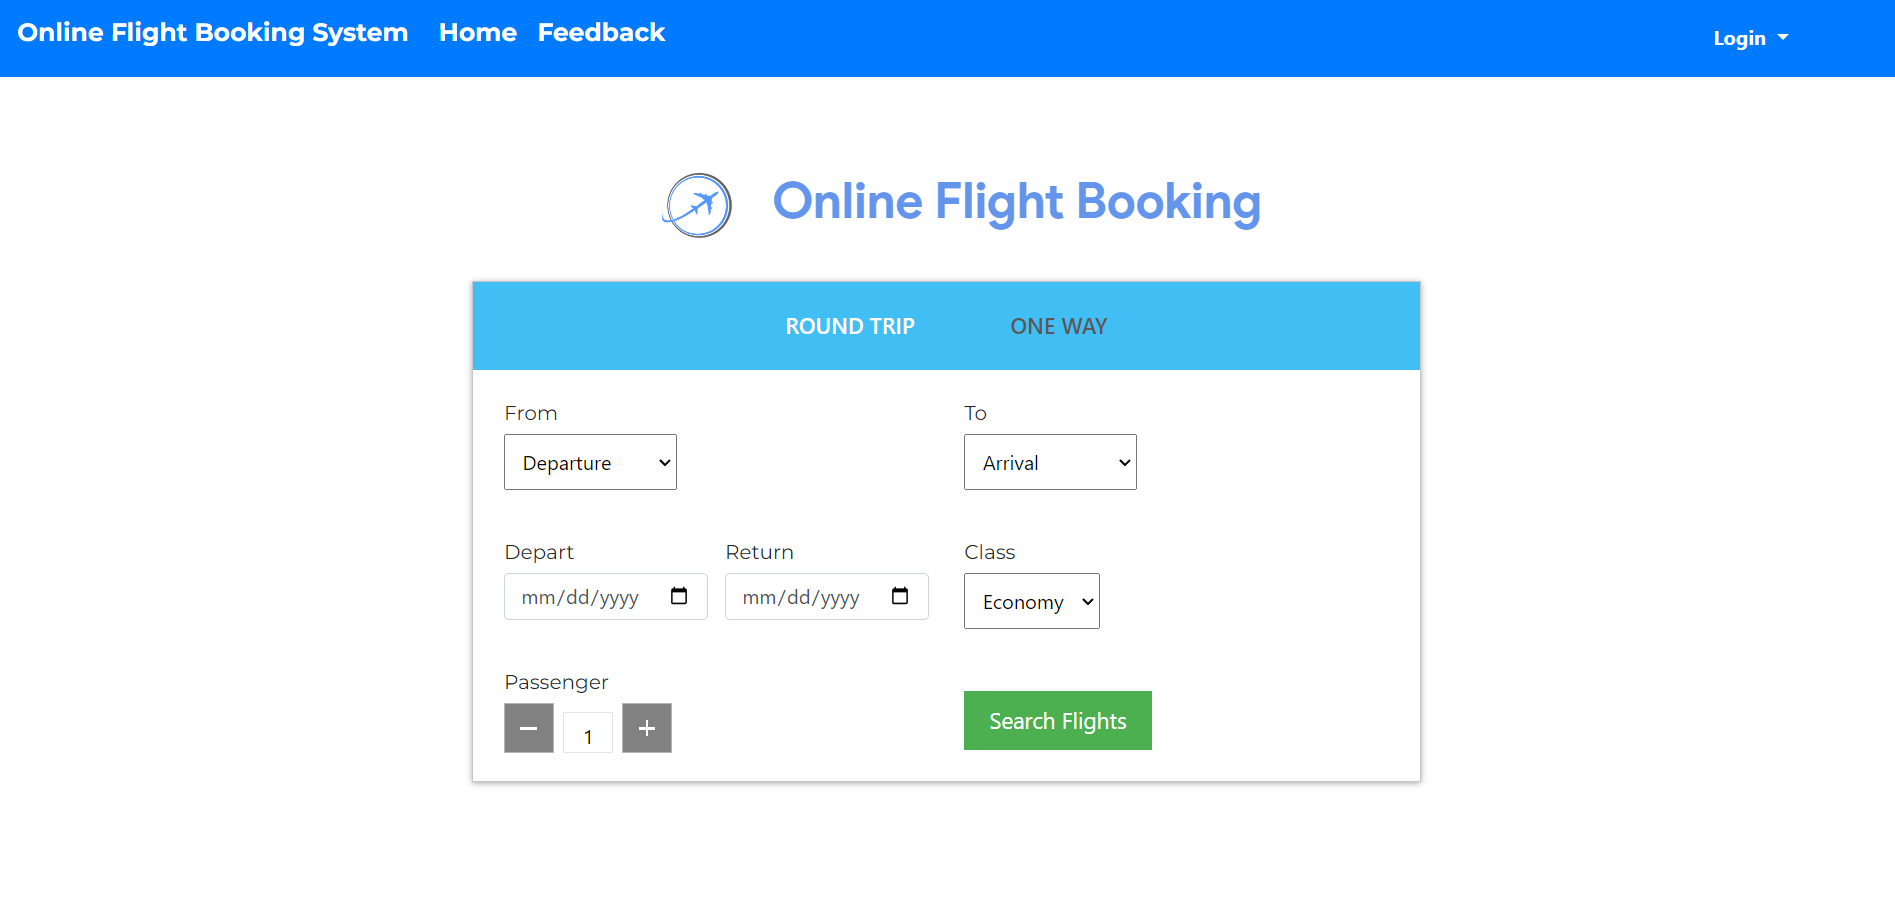 Online Flight Booking System Home Feedback Login
Online Flight Booking
ROUND TRIP ONE WAY
From To
Departure Arrival
Depart Return Class
mm/dd/yyyy mm/dd/yyyy Economy
Passenger
− 1 + Search Flights